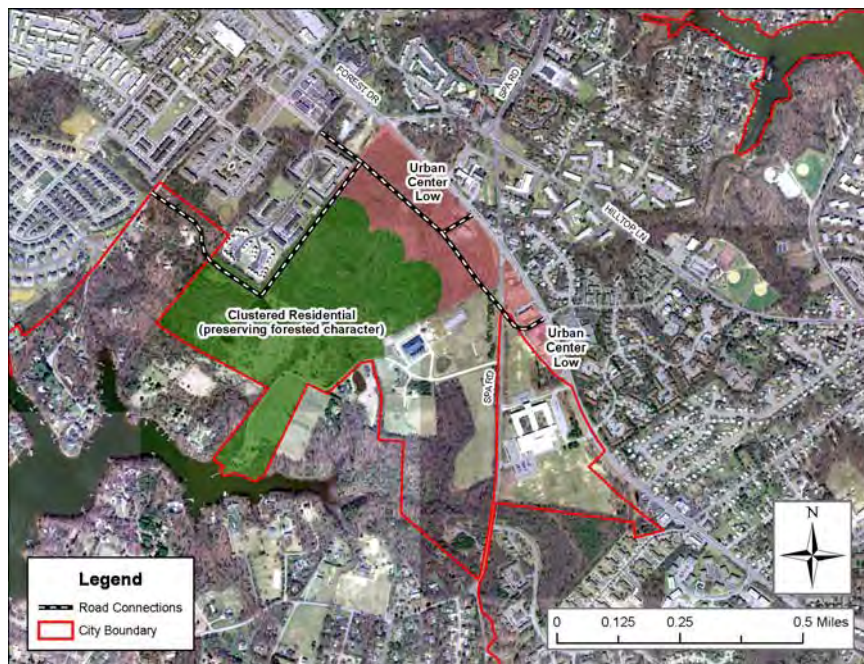 FOREST DR
SPA RD
Urban
Center
Low
HILLTOP LN
Clustered Residential
(preserving forested character)
Urban
Center
Low
SPA RD
N
Legend
Road Connections
City Boundary
0 0.125 0.25 0.5 Miles